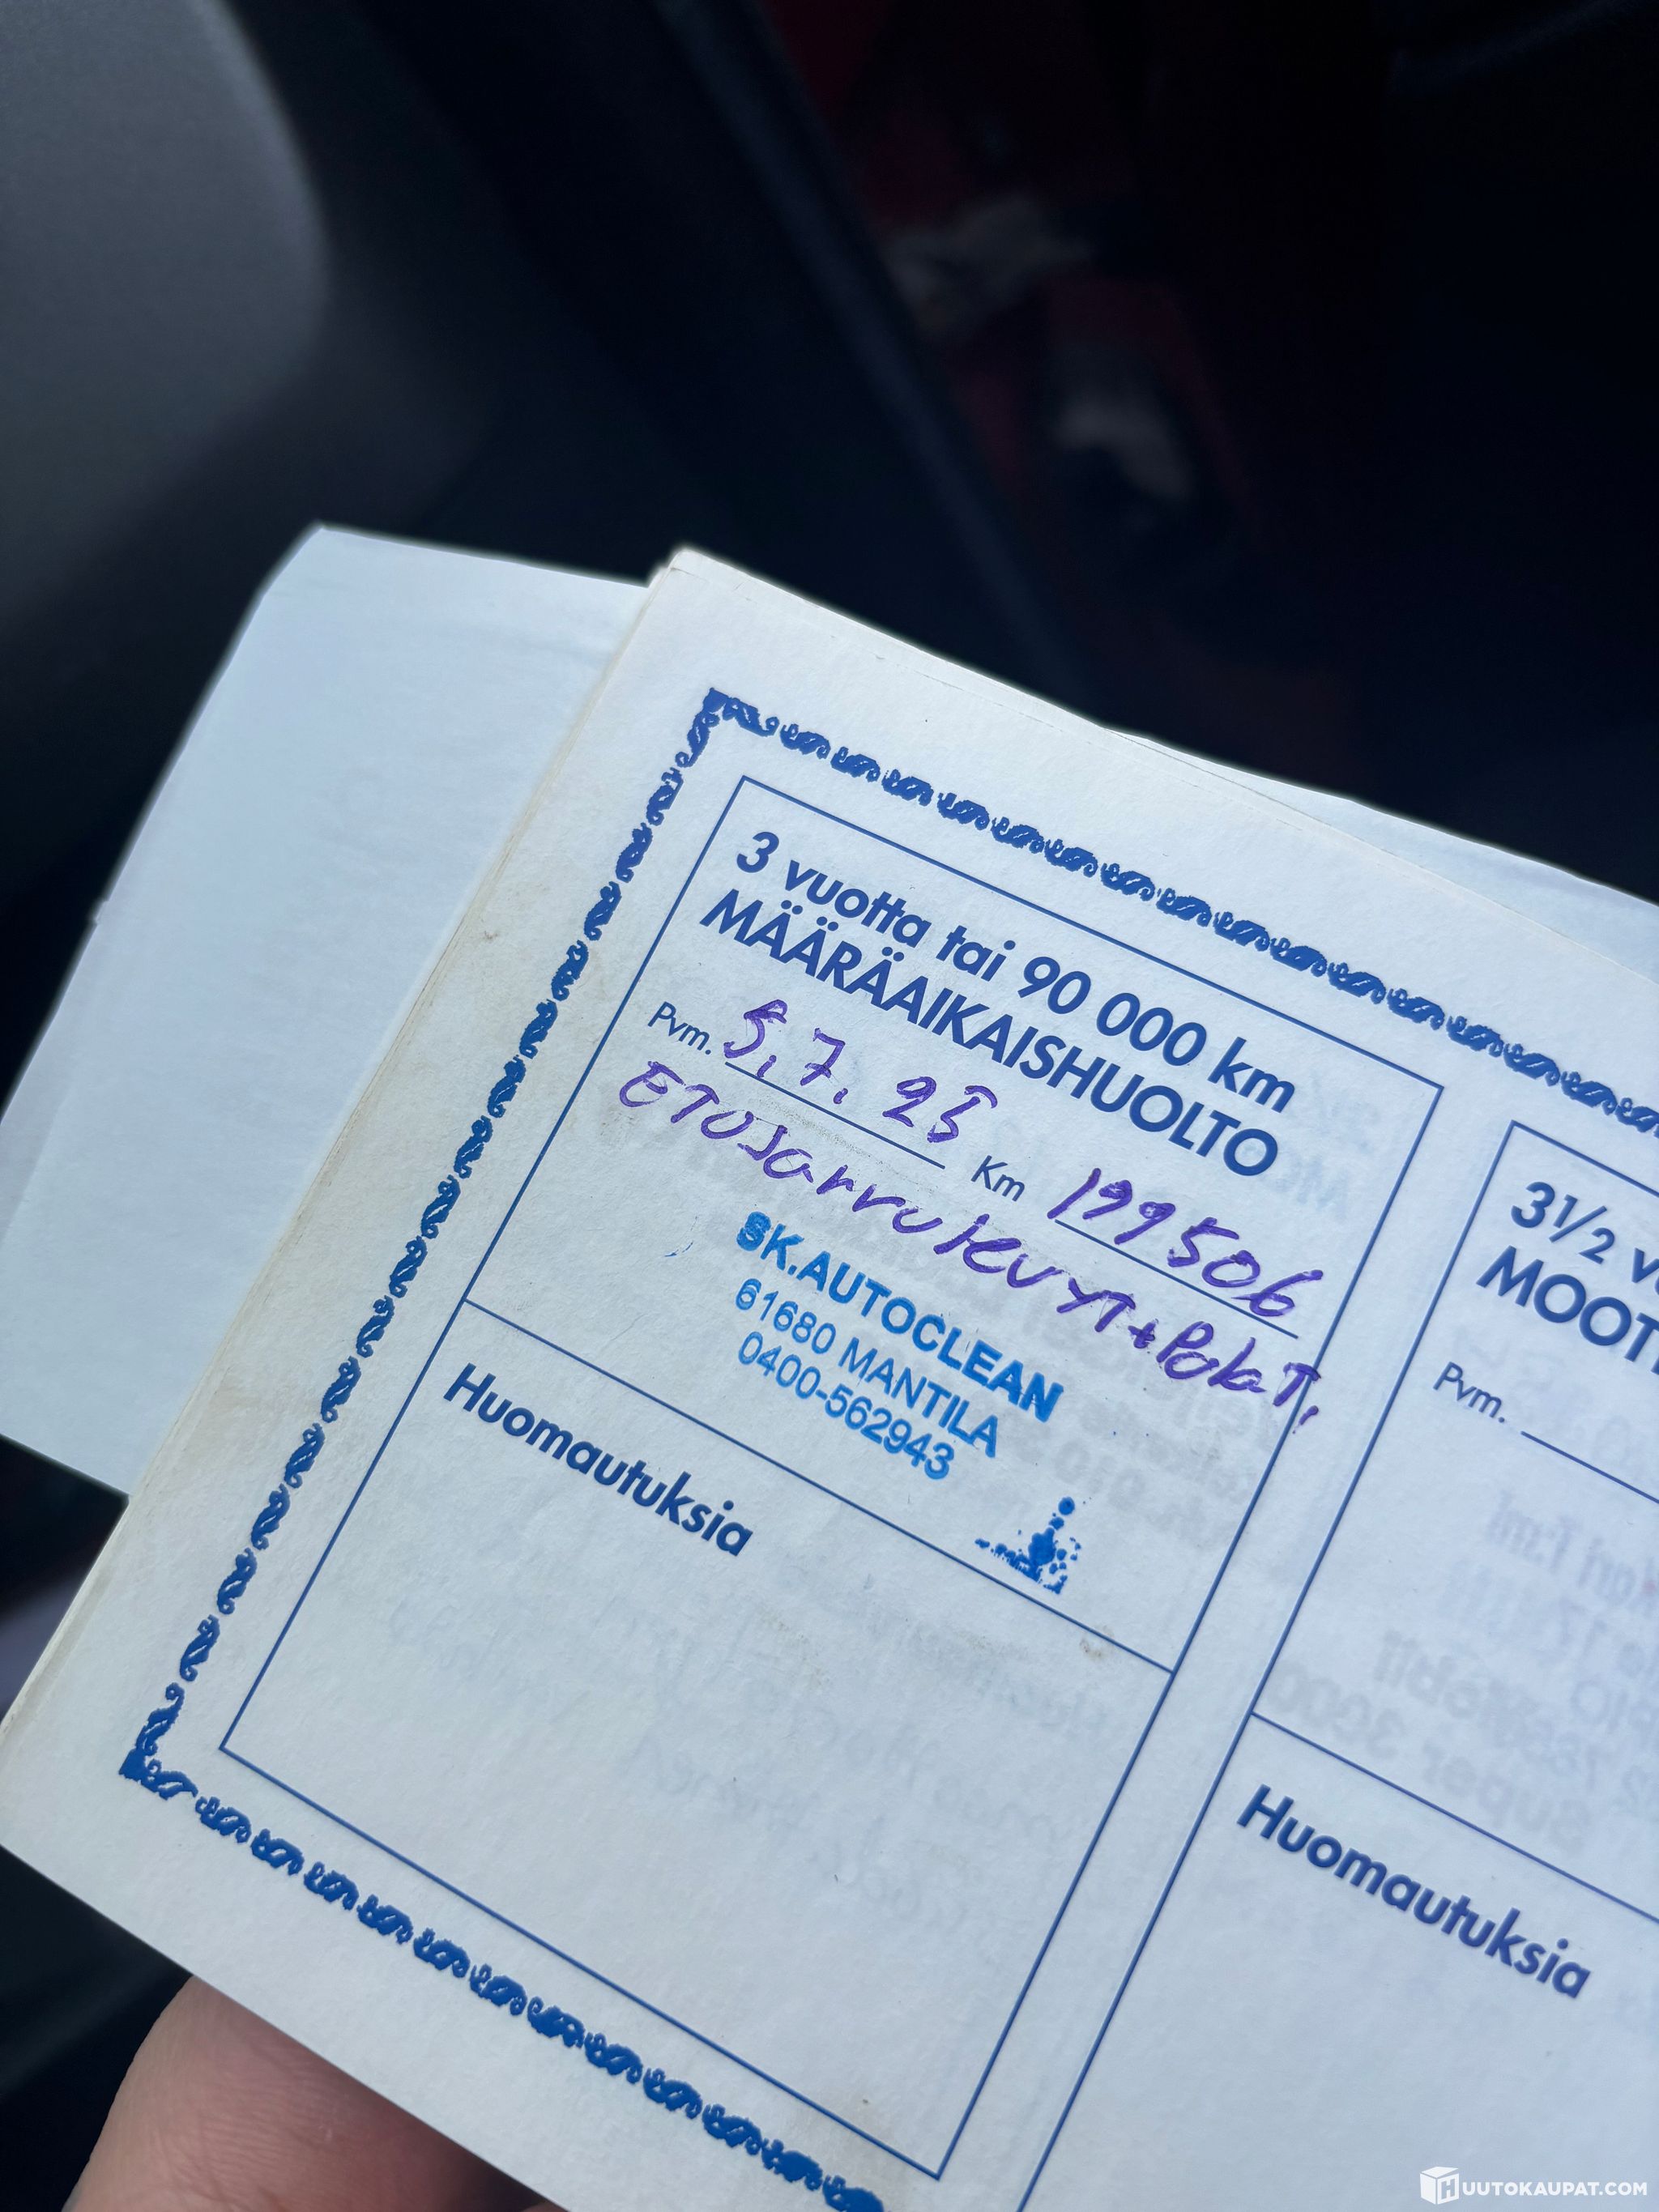 3 vuotta tai 90 000 km
MÄÄRÄAIKAISHUOLTO
Pvm. 5.7.25 Km 199506
ETUJarrulevyt+Palat.
SK.AUTOCLEAN
61680 MANTILA
0400-562943
Huomautuksia
3½ v
MOOT
Pvm.
Huomautuksia
HUUTOKAUPAT.COM